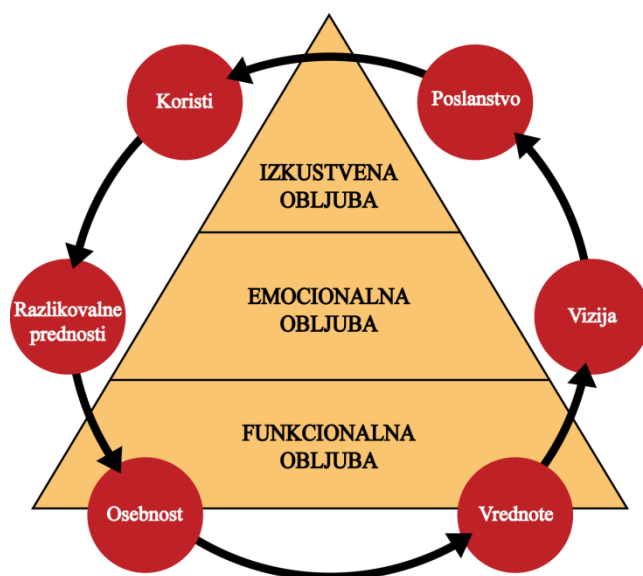 Koristi
Poslanstvo
IZKUSTVENA
OBLJUBA
Razlikovalne
prednosti
EMOCIONALNA
OBLJUBA
Vizija
FUNKCIONALNA
OBLJUBA
Osebnost
Vrednote